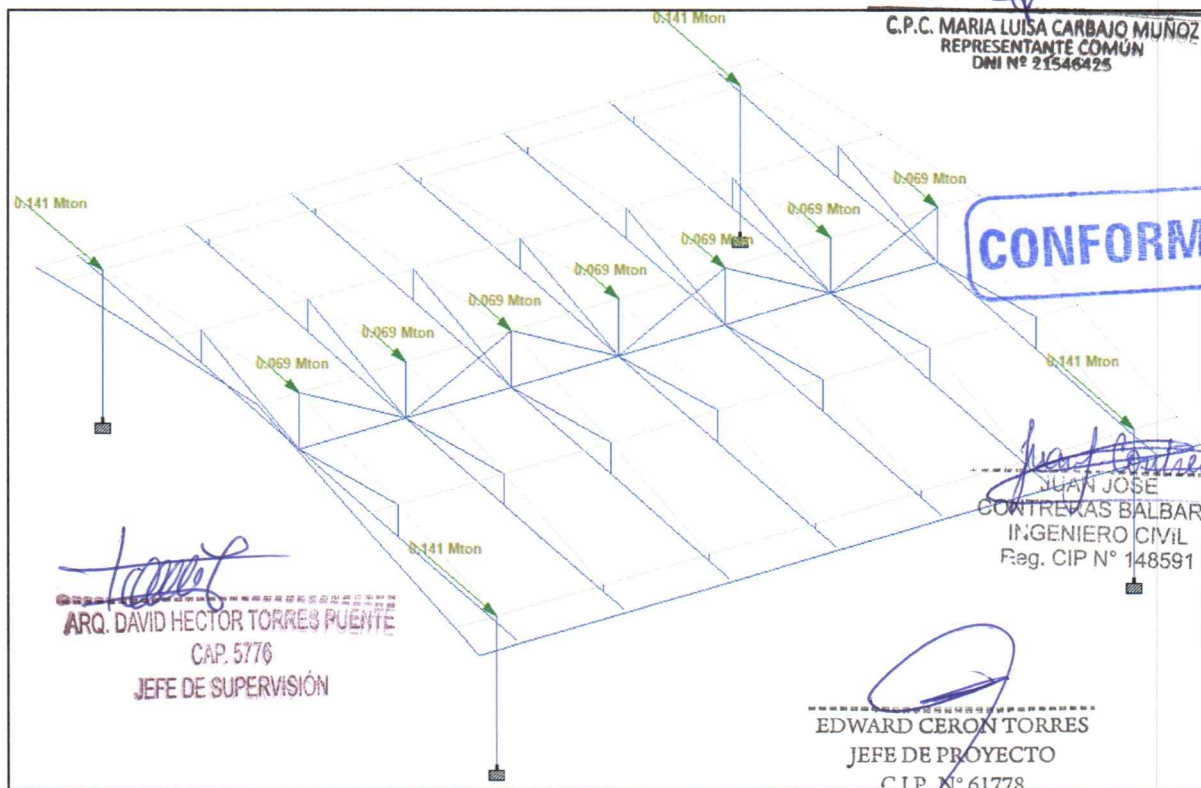 0.141 Mton
C.P.C. MARIA LUISA CARBAJO MUÑOZ
REPRESENTANTE COMÚN
DNI Nº 21546425
0.141 Mton
0.069 Mton
0.069 Mton
0.069 Mton
CONFORM
0.069 Mton
0.069 Mton
0.069 Mton
0.069 Mton
0.141 Mton
JUAN JOSE
CONTRERAS BALBAR
INGENIERO CIVIL
Reg. CIP N° 148591
0.141 Mton
ARQ. DAVID HECTOR TORRES PUENTE
CAP. 5776
JEFE DE SUPERVISIÓN
EDWARD CERON TORRES
JEFE DE PROYECTO
C.I.P. N° 61778